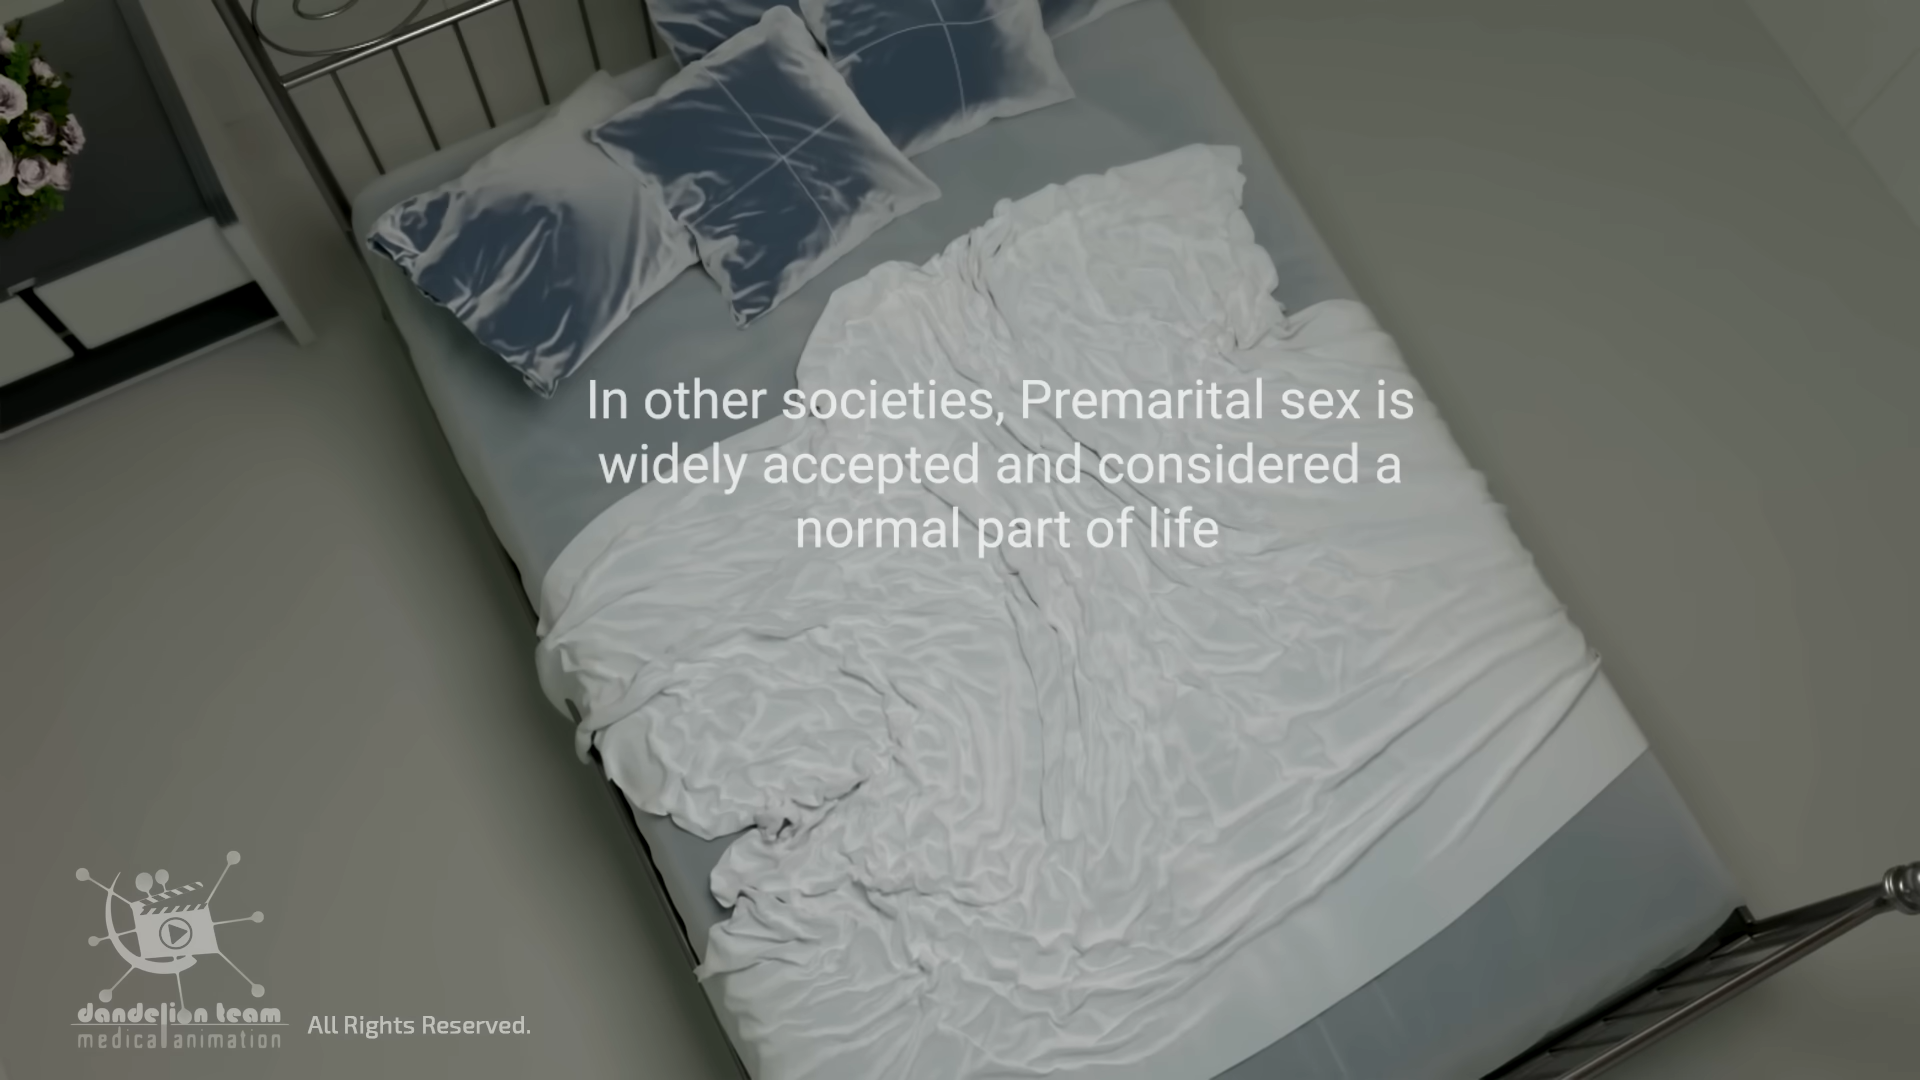 In other societies, Premarital sex is
widely accepted and considered a
normal part of life
dandelion team
medical animation
All Rights Reserved.